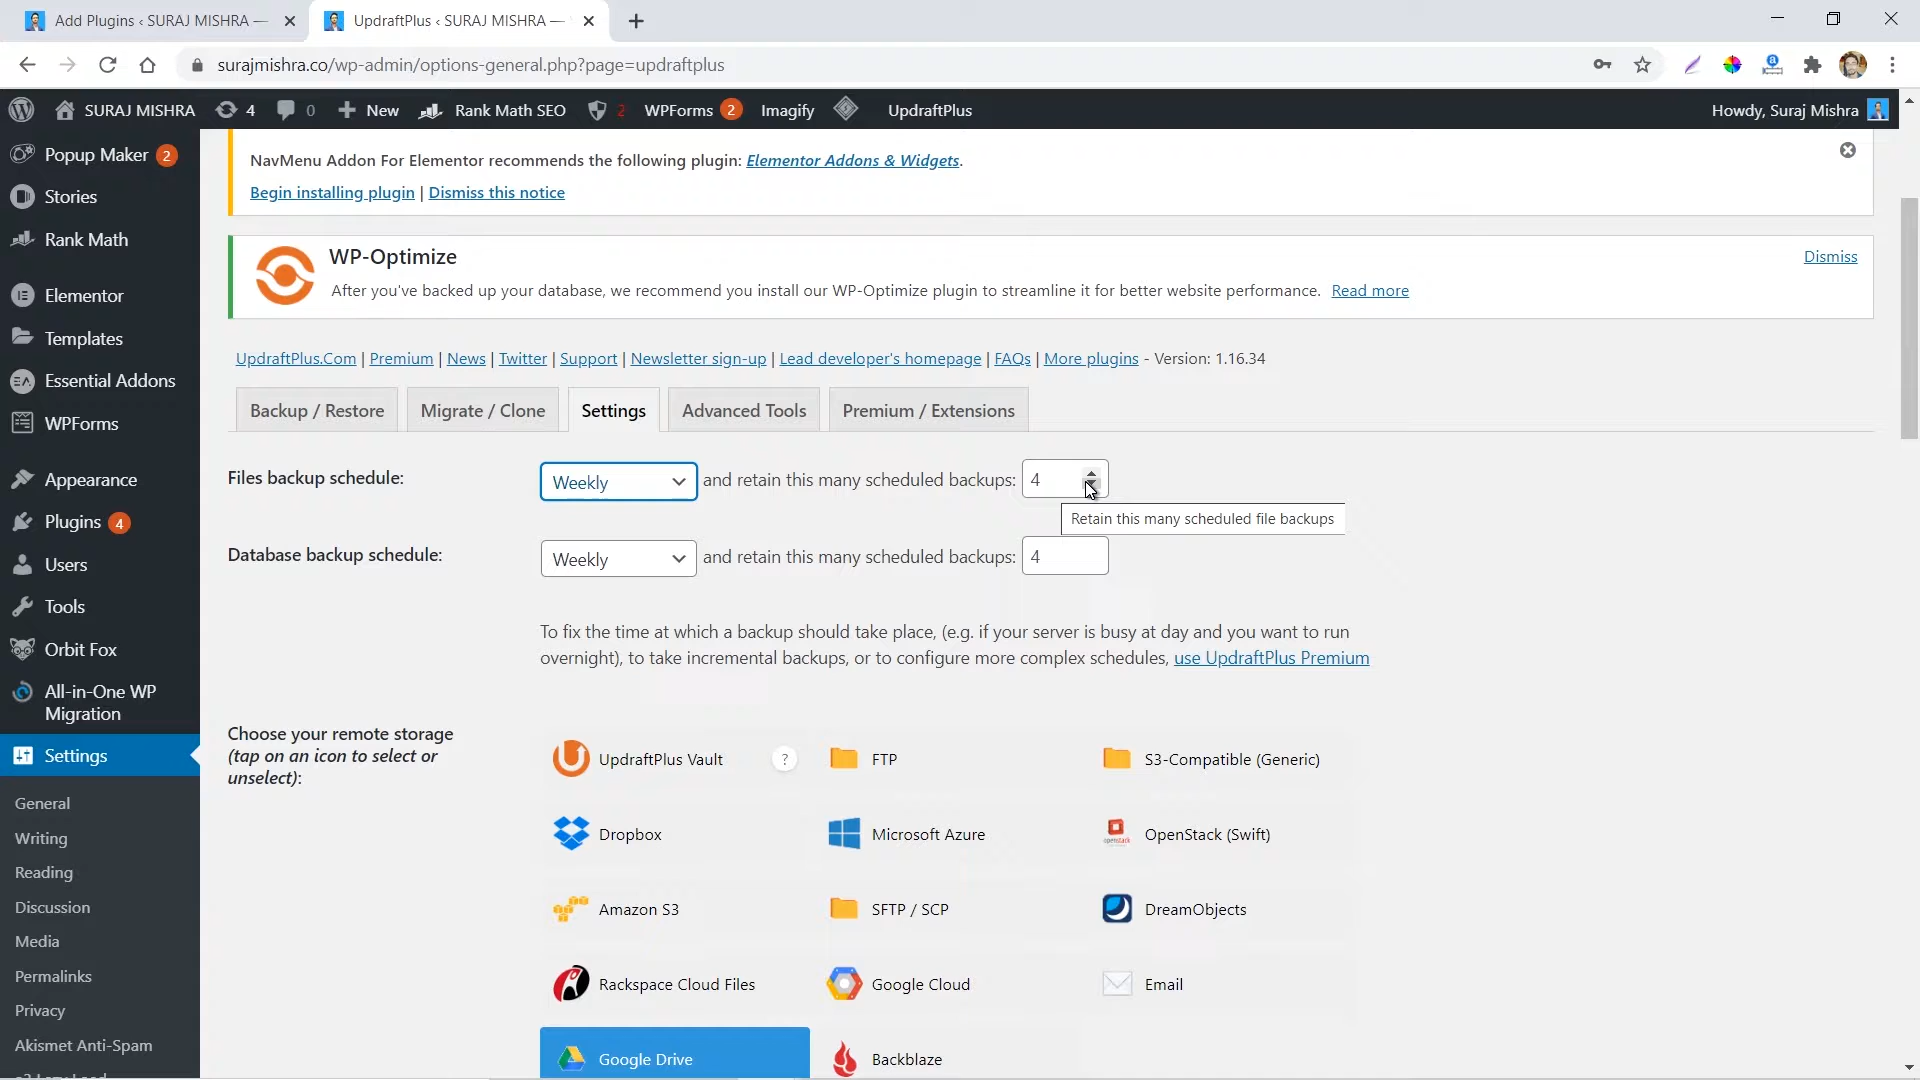 Add Plugins ‹ SURAJ MISHRA —
UpdraftPlus ‹ SURAJ MISHRA —
surajmishra.co/wp-admin/options-general.php?page=updraftplus
SURAJ MISHRA 4 0 New Rank Math SEO 2 WPForms 2 Imagify UpdraftPlus Howdy, Suraj Mishra
Popup Maker 2
Stories
Rank Math
Elementor
Templates
Essential Addons
WPForms
Appearance
Plugins 4
Users
Tools
Orbit Fox
All-in-One WP
Migration
Settings
General
Writing
Reading
Discussion
Media
Permalinks
Privacy
Akismet Anti-Spam
NavMenu Addon For Elementor recommends the following plugin: Elementor Addons & Widgets.
Begin installing plugin | Dismiss this notice
WP-Optimize
Dismiss
After you've backed up your database, we recommend you install our WP-Optimize plugin to streamline it for better website performance. Read more
UpdraftPlus.Com | Premium | News | Twitter | Support | Newsletter sign-up | Lead developer's homepage | FAQs | More plugins - Version: 1.16.34
Backup / Restore Migrate / Clone Settings Advanced Tools Premium / Extensions
Files backup schedule: Weekly and retain this many scheduled backups: 4
Retain this many scheduled file backups
Database backup schedule: Weekly and retain this many scheduled backups: 4
To fix the time at which a backup should take place, (e.g. if your server is busy at day and you want to run
overnight), to take incremental backups, or to configure more complex schedules, use UpdraftPlus Premium
Choose your remote storage
(tap on an icon to select or
unselect):
UpdraftPlus Vault ? FTP S3-Compatible (Generic)
Dropbox Microsoft Azure openstack OpenStack (Swift)
Amazon S3 SFTP / SCP DreamObjects
Rackspace Cloud Files Google Cloud Email
Google Drive Backblaze